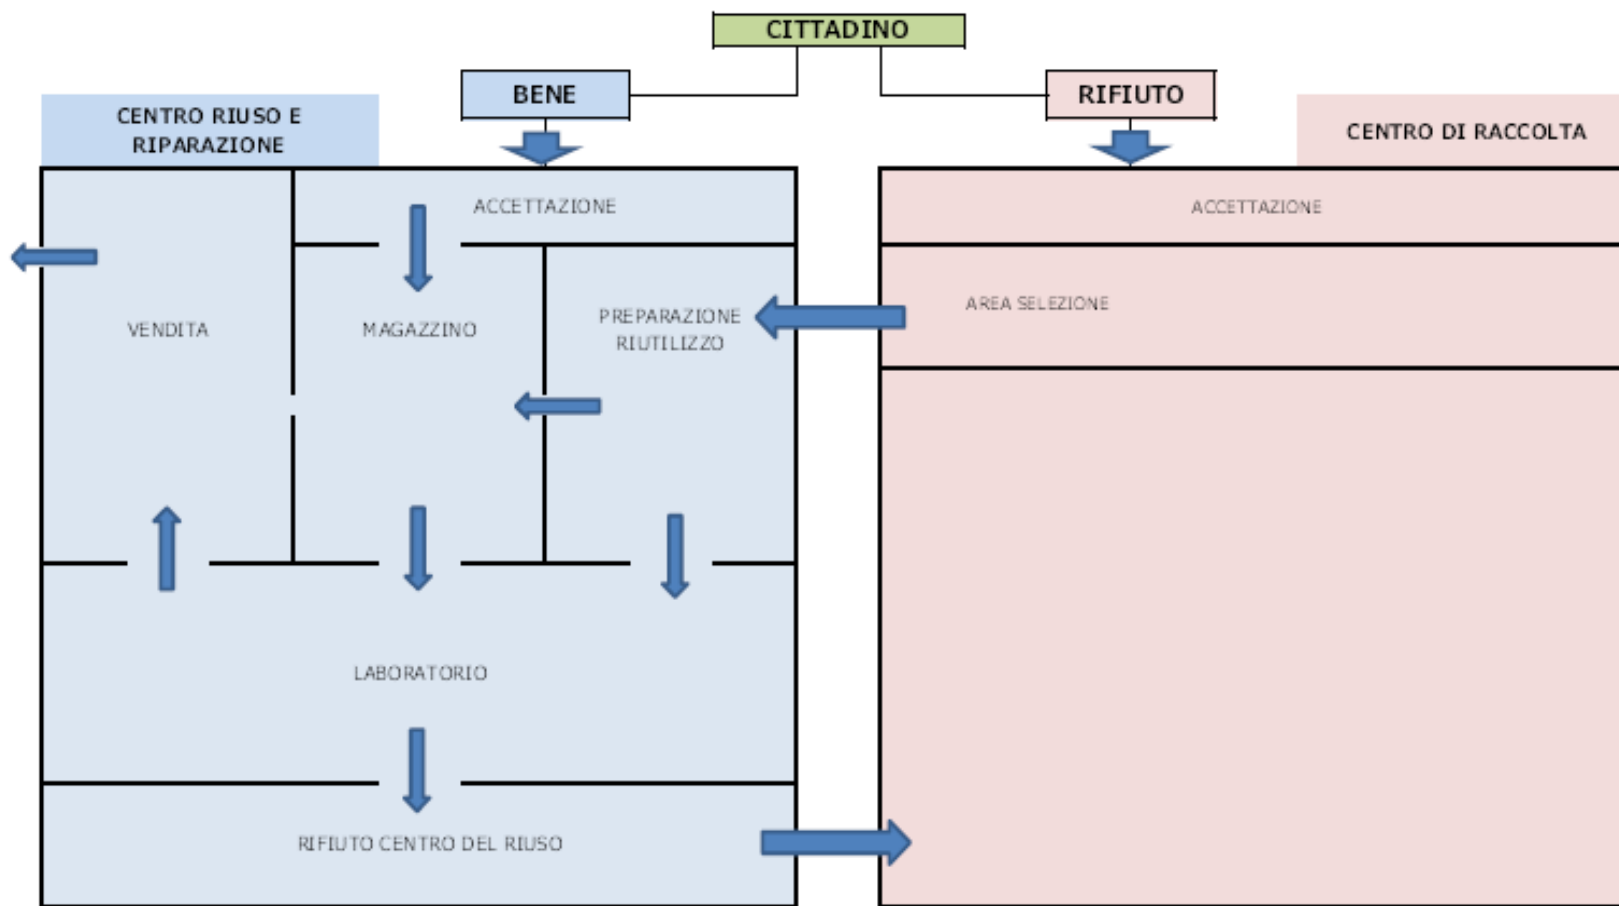 CITTADINO
BENE
RIFIUTO
CENTRO RIUSO E
RIPARAZIONE
CENTRO DI RACCOLTA
ACCETTAZIONE
ACCETTAZIONE
AREA SELEZIONE
VENDITA
MAGAZZINO
PREPARAZIONE
RIUTILIZZO
LABORATORIO
RIFIUTO CENTRO DEL RIUSO